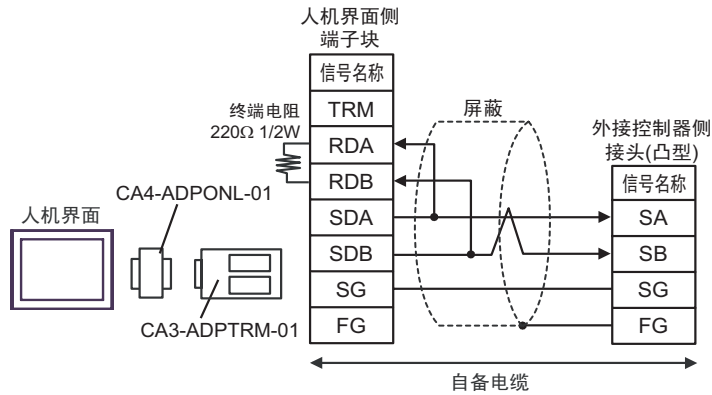 人机界面侧
端子块
信号名称
TRM
RDA
RDB
SDA
SDB
SG
FG
终端电阻
220Ω 1/2W
屏蔽
外接控制器侧
接头(凸型)
信号名称
SA
SB
SG
FG
人机界面
CA4-ADPONL-01
CA3-ADPTRM-01
自备电缆